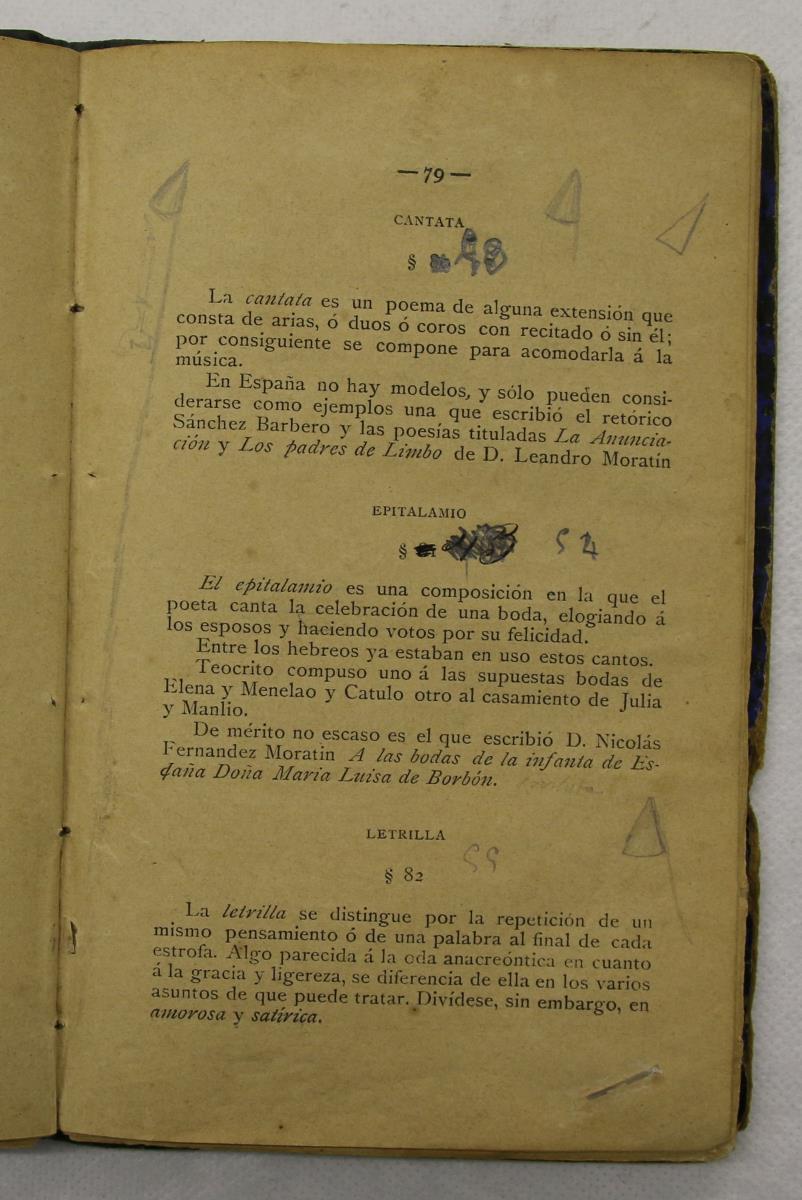 — 79 —
CANTATA
§
La cantata es un poema de alguna extensión que
consta de arias, ó duos ó coros con recitado ó sin él;
por consiguiente se compone para acomodarla á la
música.
En España no hay modelos, y sólo pueden consi-
derarse como ejemplos una que escribió el retórico
Sánchez Barbero y las poesías tituladas La Anuncia-
ción y Los padres de Limbo de D. Leandro Moratín
EPITALAMIO
§ 52
El epitalamio es una composición en la que el
poeta canta la celebración de una boda, elogiando á
los esposos y haciendo votos por su felicidad.
Entre los hebreos ya estaban en uso estos cantos.
Teocrito compuso uno á las supuestas bodas de
Elena y Menelao y Catulo otro al casamiento de Julia
y Manlio.
De mérito no escaso es el que escribió D. Nicolás
Fernandez Moratin A las bodas de la infanta de Es-
paña Doña Maria Luisa de Borbón.
LETRILLA
55
§ 82
La letrilla se distingue por la repetición de un
mismo pensamiento ó de una palabra al final de cada
estrofa. Algo parecida á la oda anacreóntica en cuanto
á la gracia y ligereza, se diferencia de ella en los varios
asuntos de que puede tratar. Divídese, sin embargo, en
amorosa y satírica.